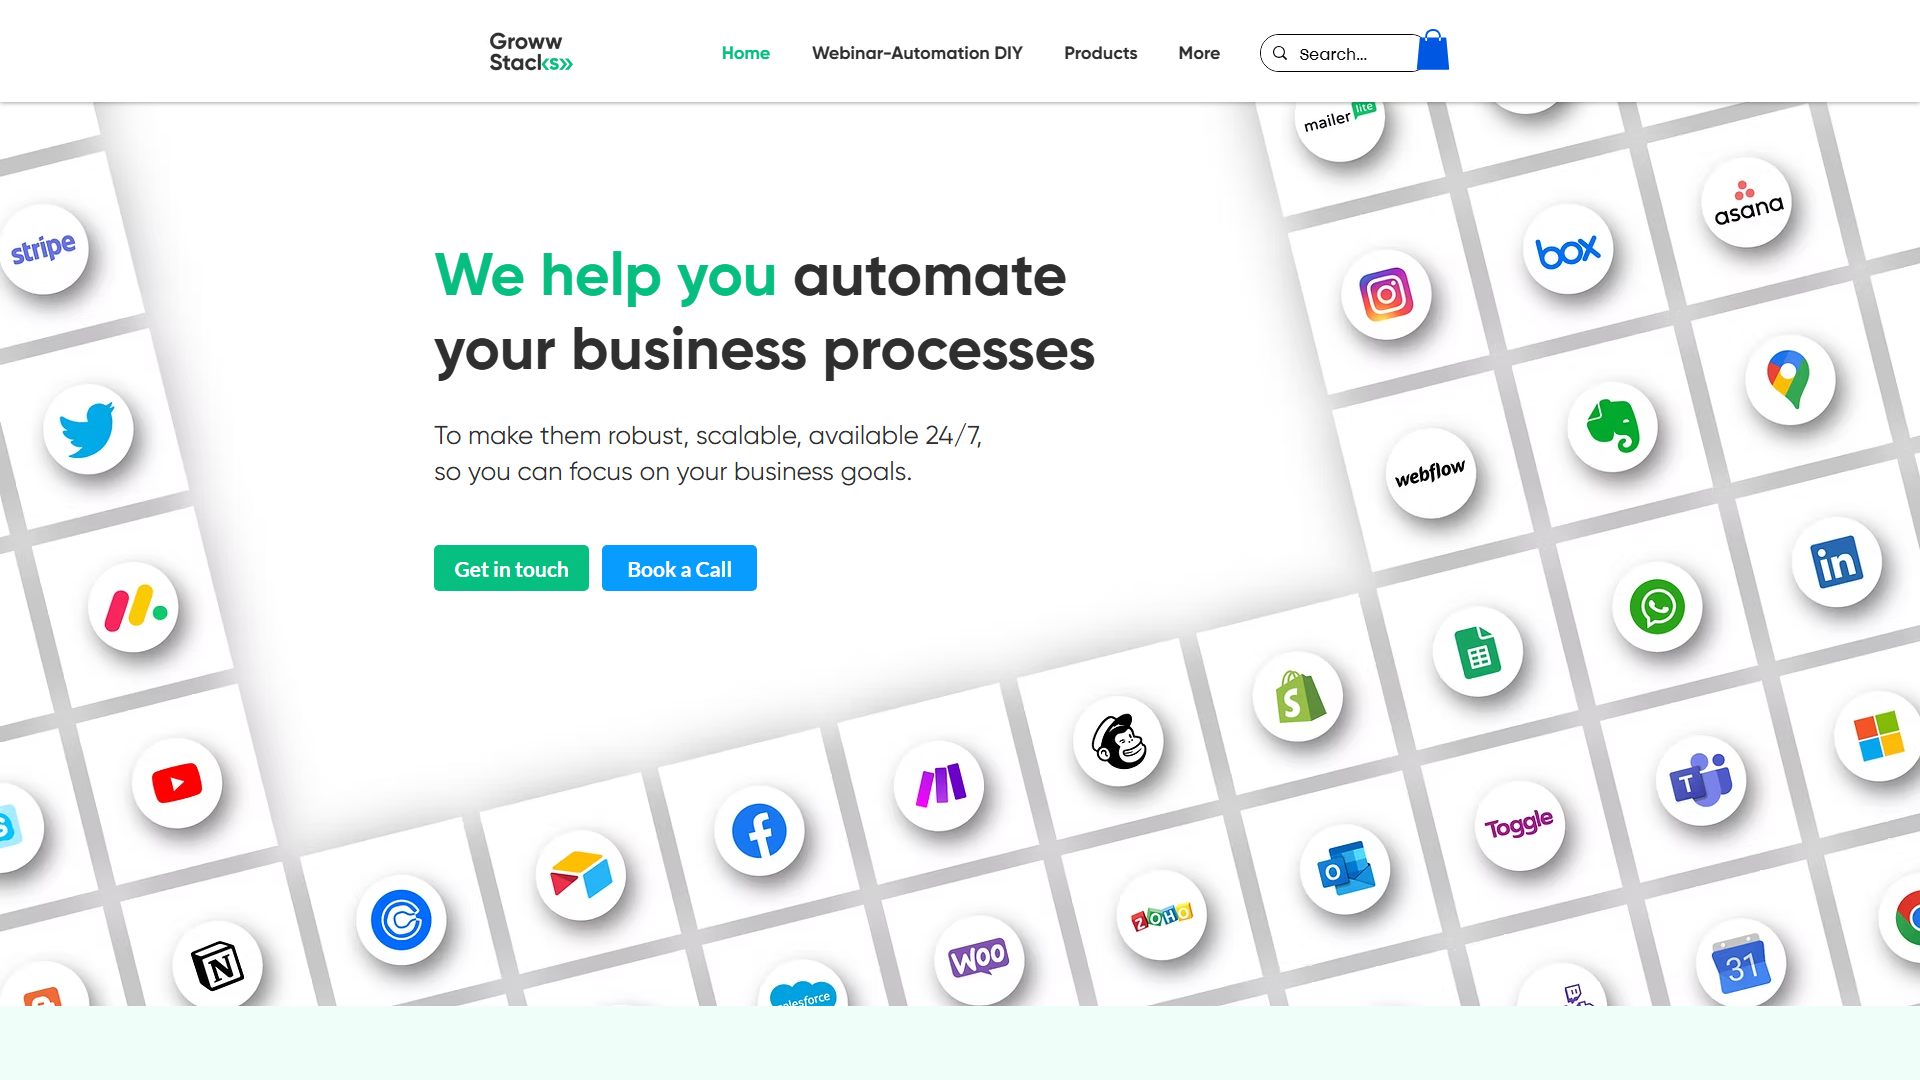 Groww
Stacks»
Home
Webinar-Automation DIY
Products
More
Search...
mailer lite
asana
stripe
box
We help you automate
your business processes
To make them robust, scalable, available 24/7,
so you can focus on your business goals.
webflow
in
Get in touch
Book a Call
S
T
Toggle
S
O
ZOHO
N
WOO
31
salesforce